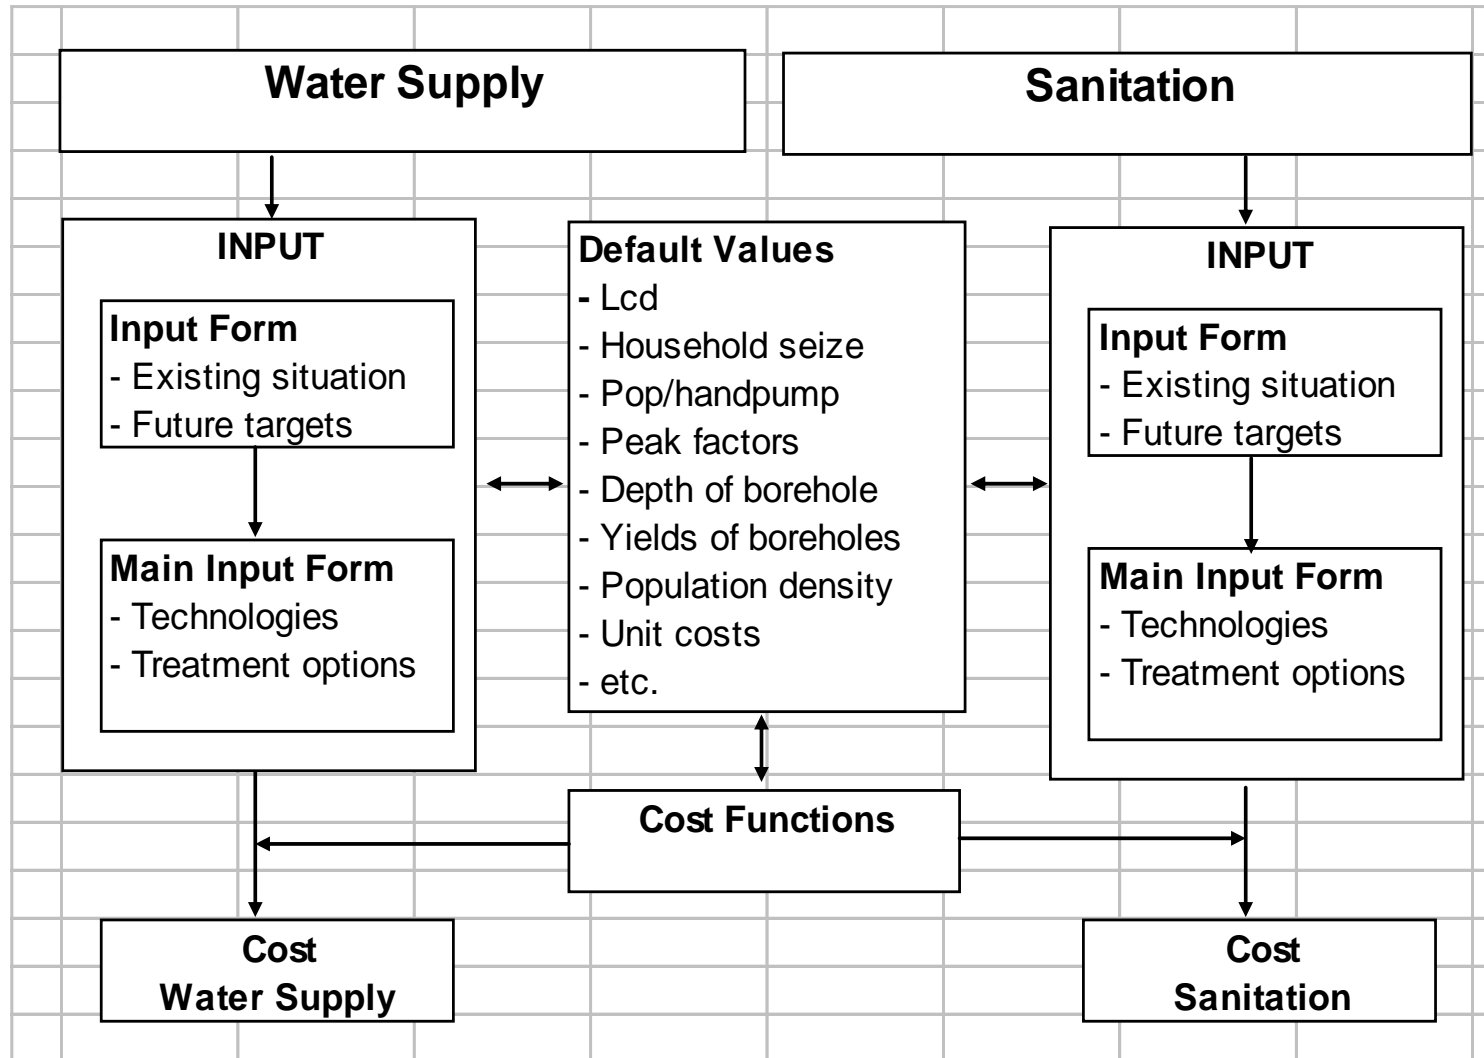 Water Supply
Sanitation
INPUT
Input Form
- Existing situation
- Future targets
Main Input Form
- Technologies
- Treatment options
Default Values
- Lcd
- Household seize
- Pop/handpump
- Peak factors
- Depth of borehole
- Yields of boreholes
- Population density
- Unit costs
- etc.
INPUT
Input Form
- Existing situation
- Future targets
Main Input Form
- Technologies
- Treatment options
Cost Functions
Cost
Water Supply
Cost
Sanitation